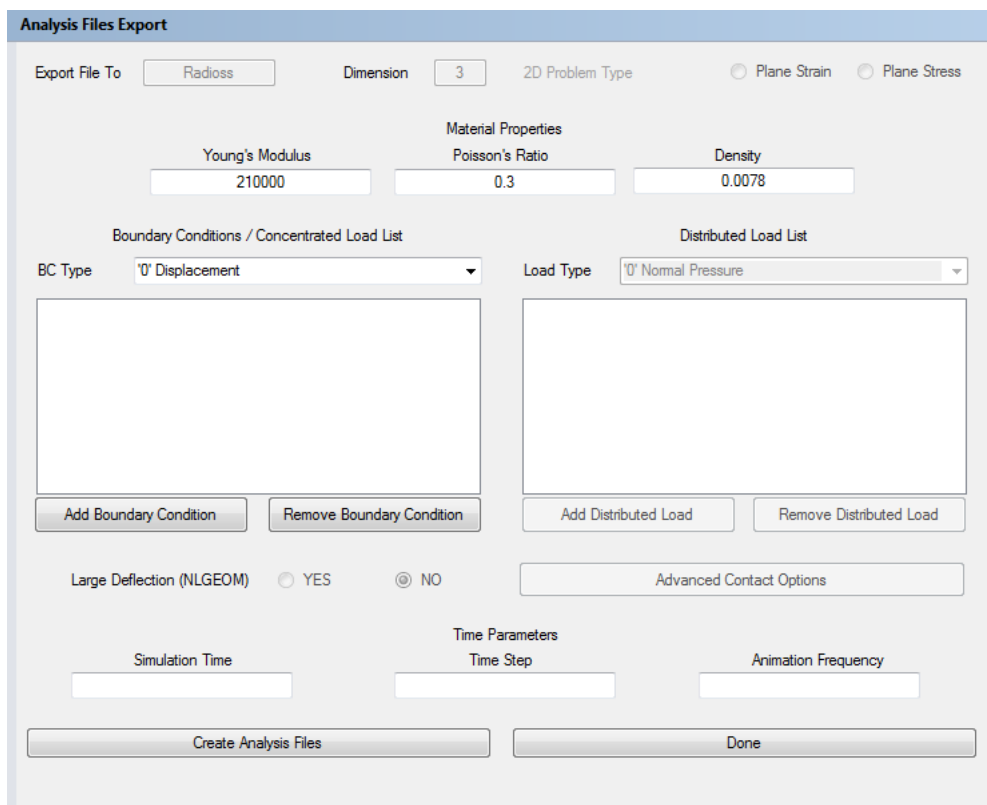 Analysis Files Export
Export File To Radioss Dimension 3 2D Problem Type Plane Strain Plane Stress
Material Properties
Young's Modulus Poisson's Ratio Density
210000 0.3 0.0078
Boundary Conditions / Concentrated Load List Distributed Load List
BC Type '0' Displacement Load Type '0' Normal Pressure
Add Boundary Condition Remove Boundary Condition Add Distributed Load Remove Distributed Load
Large Deflection (NLGEOM) YES NO Advanced Contact Options
Time Parameters
Simulation Time Time Step Animation Frequency
Create Analysis Files Done